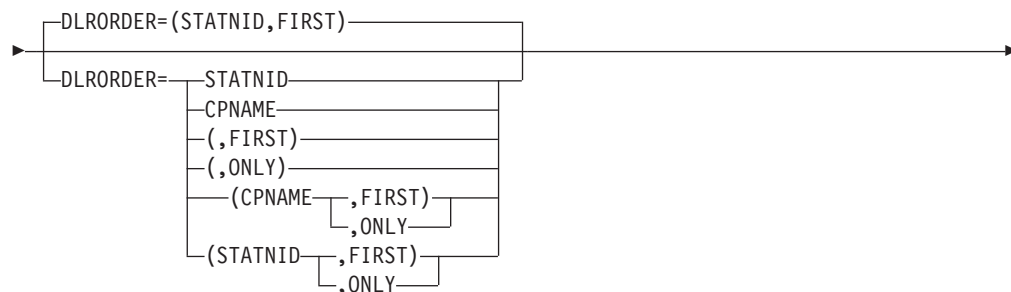 DLRORDER=(STATNID,FIRST)
DLRORDER= STATNID
CPNAME
(,FIRST)
(,ONLY)
(CPNAME ,FIRST)
,ONLY
(STATNID ,FIRST)
,ONLY